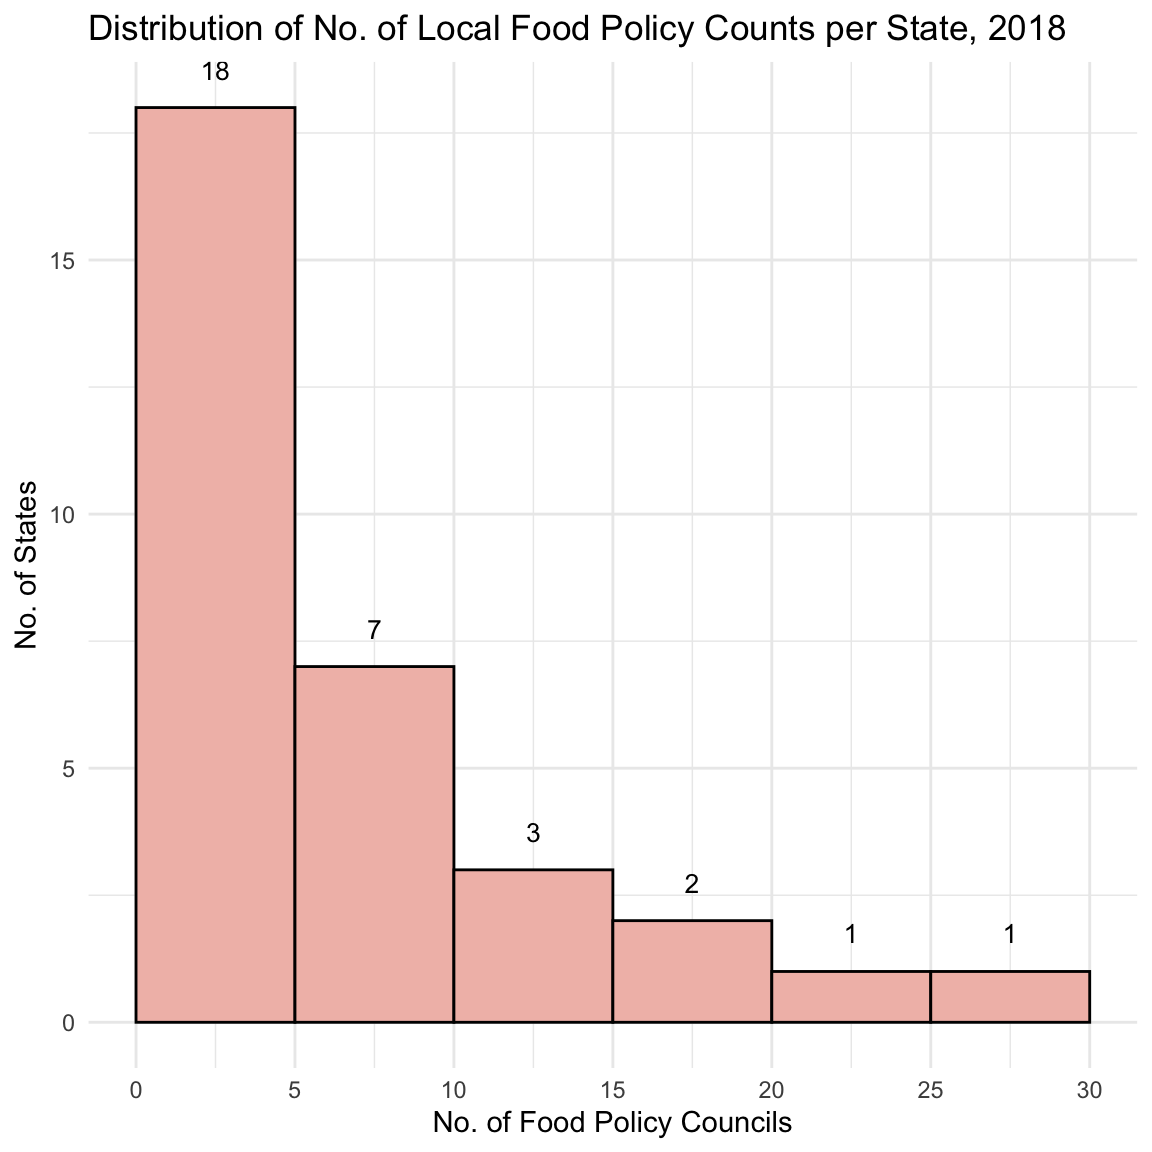 Distribution of No. of Local Food Policy Counts per State, 2018
18
15
No. of States
10
7
5
3
2
1 1
0
0 5 10 15 20 25 30
No. of Food Policy Councils